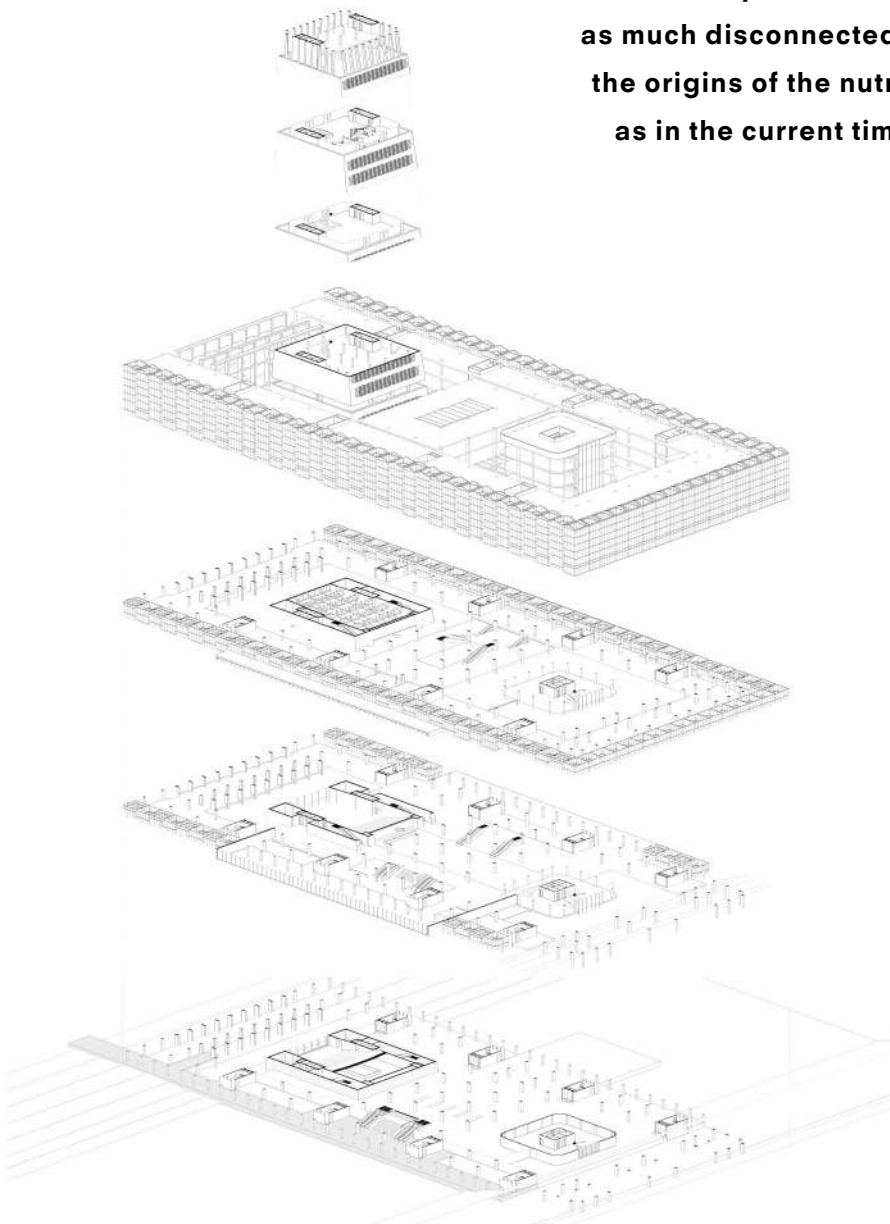 as much disconnected
the origins of the nutr
as in the current tim